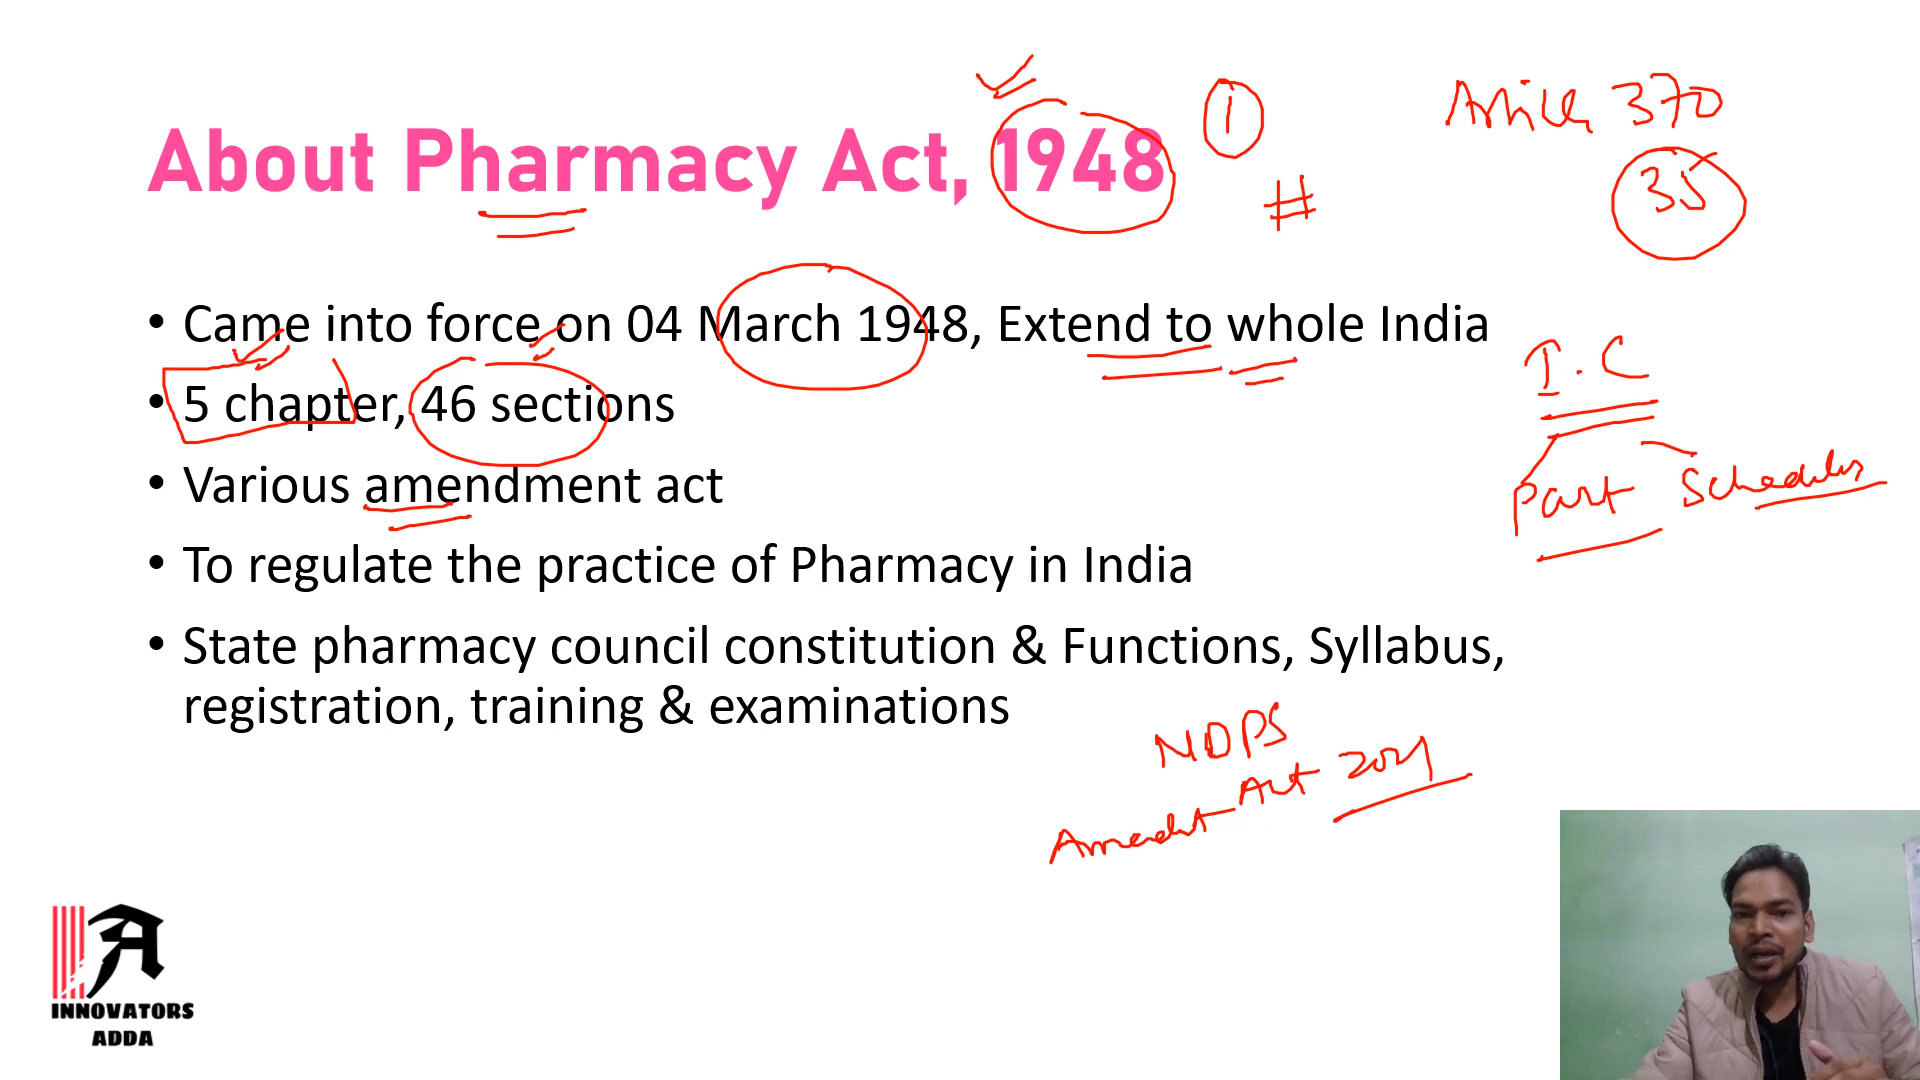 About Pharmacy Act, 1948
1
#
Article 370
35
• Came into force on 04 March 1948, Extend to whole India
• 5 chapter, 46 sections
I.C
Part Schedules
• Various amendment act
• To regulate the practice of Pharmacy in India
• State pharmacy council constitution & Functions, Syllabus,
registration, training & examinations
NDPS
Act 2021
INNOVATORS
ADDA